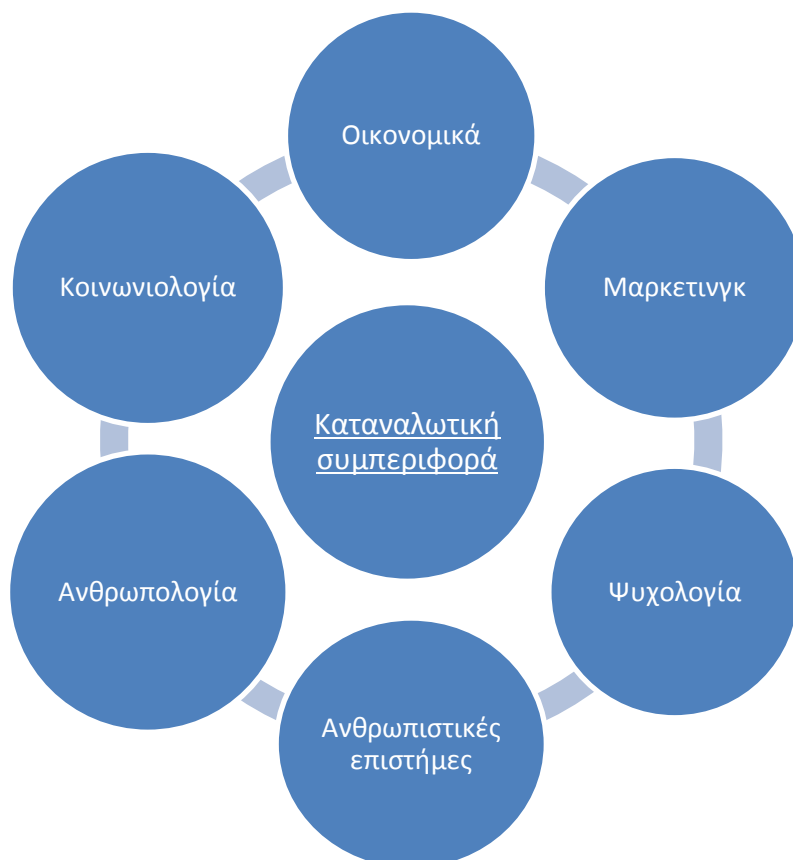 Οικονομικά
Κοινωνιολογία
Μαρκετινγκ
Καταναλωτική
συμπεριφορά
Ανθρωπολογία
Ψυχολογία
Ανθρωπιστικές
επιστήμες